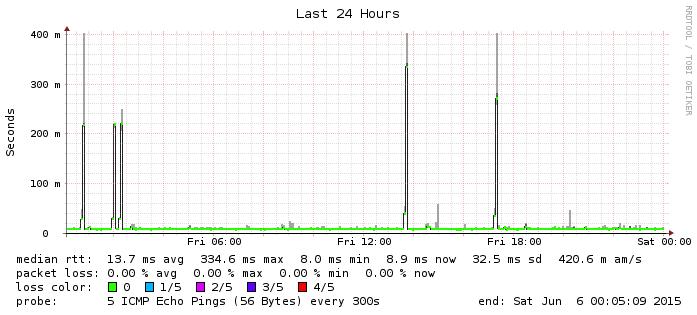 Last 24 Hours
RRDTOOL / TOBI OETIKER
Seconds
400 m
300 m
200 m
100 m
0
Fri 06:00 Fri 12:00 Fri 18:00 Sat 00:00
median rtt: 13.7 ms avg 334.6 ms max 8.0 ms min 8.9 ms now 32.5 ms sd 420.6 m am/s
packet loss: 0.00 % avg 0.00 % max 0.00 % min 0.00 % now
loss color: 0 1/5 2/5 3/5 4/5
probe: 5 ICMP Echo Pings (56 Bytes) every 300s end: Sat Jun 6 00:05:09 2015